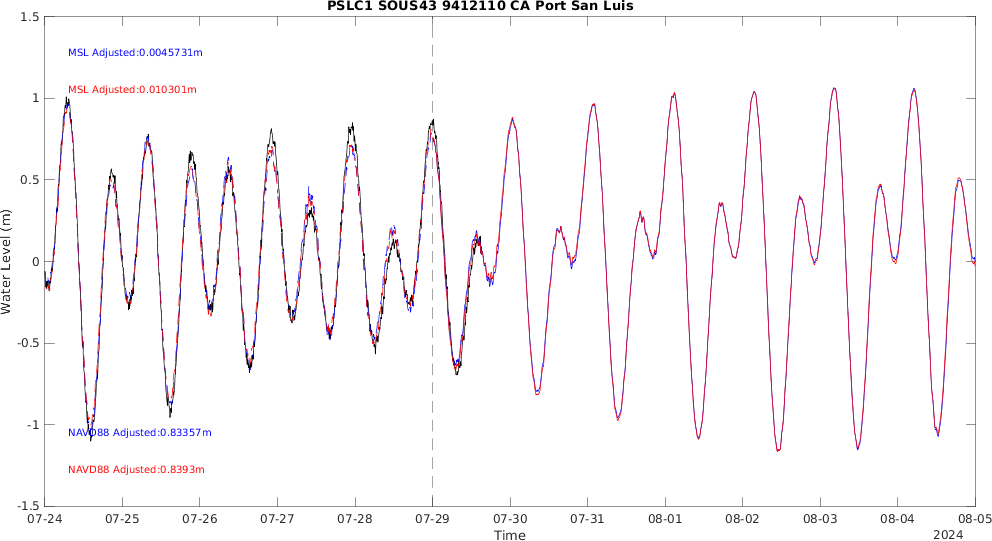 PSLC1 SOUS43 9412110 CA Port San Luis
1.5
MSL Adjusted:0.0045731m
1
MSL Adjusted:0.010301m
0.5
0
Water Level (m)
-0.5
-1
NAVD88 Adjusted:0.83357m
NAVD88 Adjusted:0.8393m
-1.5
07-24 07-25 07-26 07-27 07-28 07-29 07-30 07-31 08-01 08-02 08-03 08-04 08-05
Time
2024